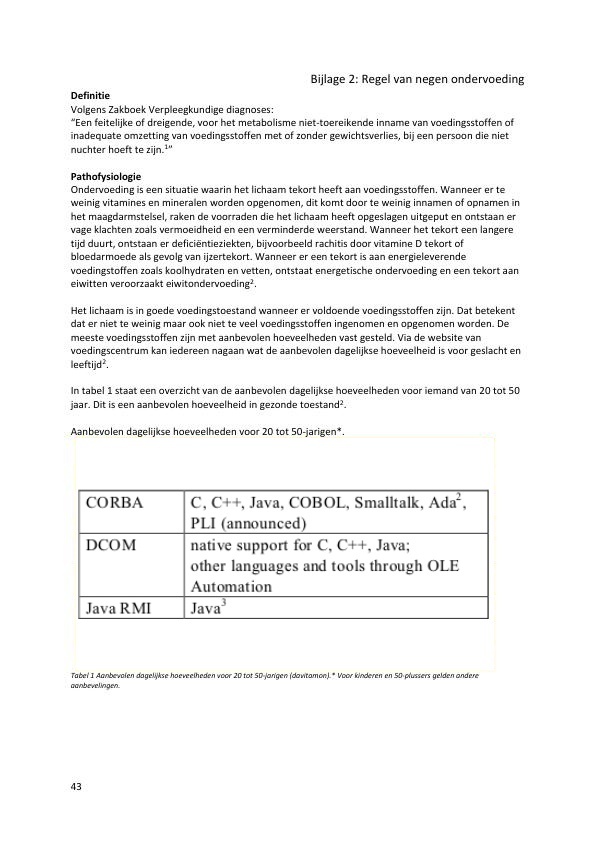 Bijlage 2: Regel van negen ondervoeding
Definitie
Volgens Zakboek Verpleegkundige diagnoses:
“Een feitelijke of dreigende, voor het metabolisme niet-toereikende inname van voedingsstoffen of
inadequate omzetting van voedingsstoffen met of zonder gewichtsverlies, bij een persoon die niet
nuchter hoeft te zijn.¹”
Pathofysiologie
Ondervoeding is een situatie waarin het lichaam tekort heeft aan voedingsstoffen. Wanneer er te
weinig vitamines en mineralen worden opgenomen, dit komt door te weinig innamen of opnamen in
het maagdarmstelsel, raken de voorraden die het lichaam heeft opgeslagen uitgeput en ontstaan er
vage klachten zoals vermoeidheid en een verminderde weerstand. Wanneer het tekort een langere
tijd duurt, ontstaan er deficiëntieziekten, bijvoorbeeld rachitis door vitamine D tekort of
bloedarmoede als gevolg van ijzertekort. Wanneer er een tekort is aan energieleverende
voedingstoffen zoals koolhydraten en vetten, ontstaat energetische ondervoeding en een tekort aan
eiwitten veroorzaakt eiwitondervoeding².
Het lichaam is in goede voedingstoestand wanneer er voldoende voedingsstoffen zijn. Dat betekent
dat er niet te weinig maar ook niet te veel voedingsstoffen ingenomen en opgenomen worden. De
meeste voedingsstoffen zijn met aanbevolen hoeveelheden vast gesteld. Via de website van
voedingscentrum kan iedereen nagaan wat de aanbevolen dagelijkse hoeveelheid is voor geslacht en
leeftijd².
In tabel 1 staat een overzicht van de aanbevolen dagelijkse hoeveelheden voor iemand van 20 tot 50
jaar. Dit is een aanbevolen hoeveelheid in gezonde toestand².
Aanbevolen dagelijkse hoeveelheden voor 20 tot 50-jarigen*.
CORBA C, C++, Java, COBOL, Smalltalk, Ada²,
PLI (announced)
DCOM native support for C, C++, Java;
other languages and tools through OLE
Automation
Java RMI Java³
Tabel 1 Aanbevolen dagelijkse hoeveelheden voor 20 tot 50-jarigen (davitamon).* Voor kinderen en 50-plussers gelden andere
aanbevelingen.
43